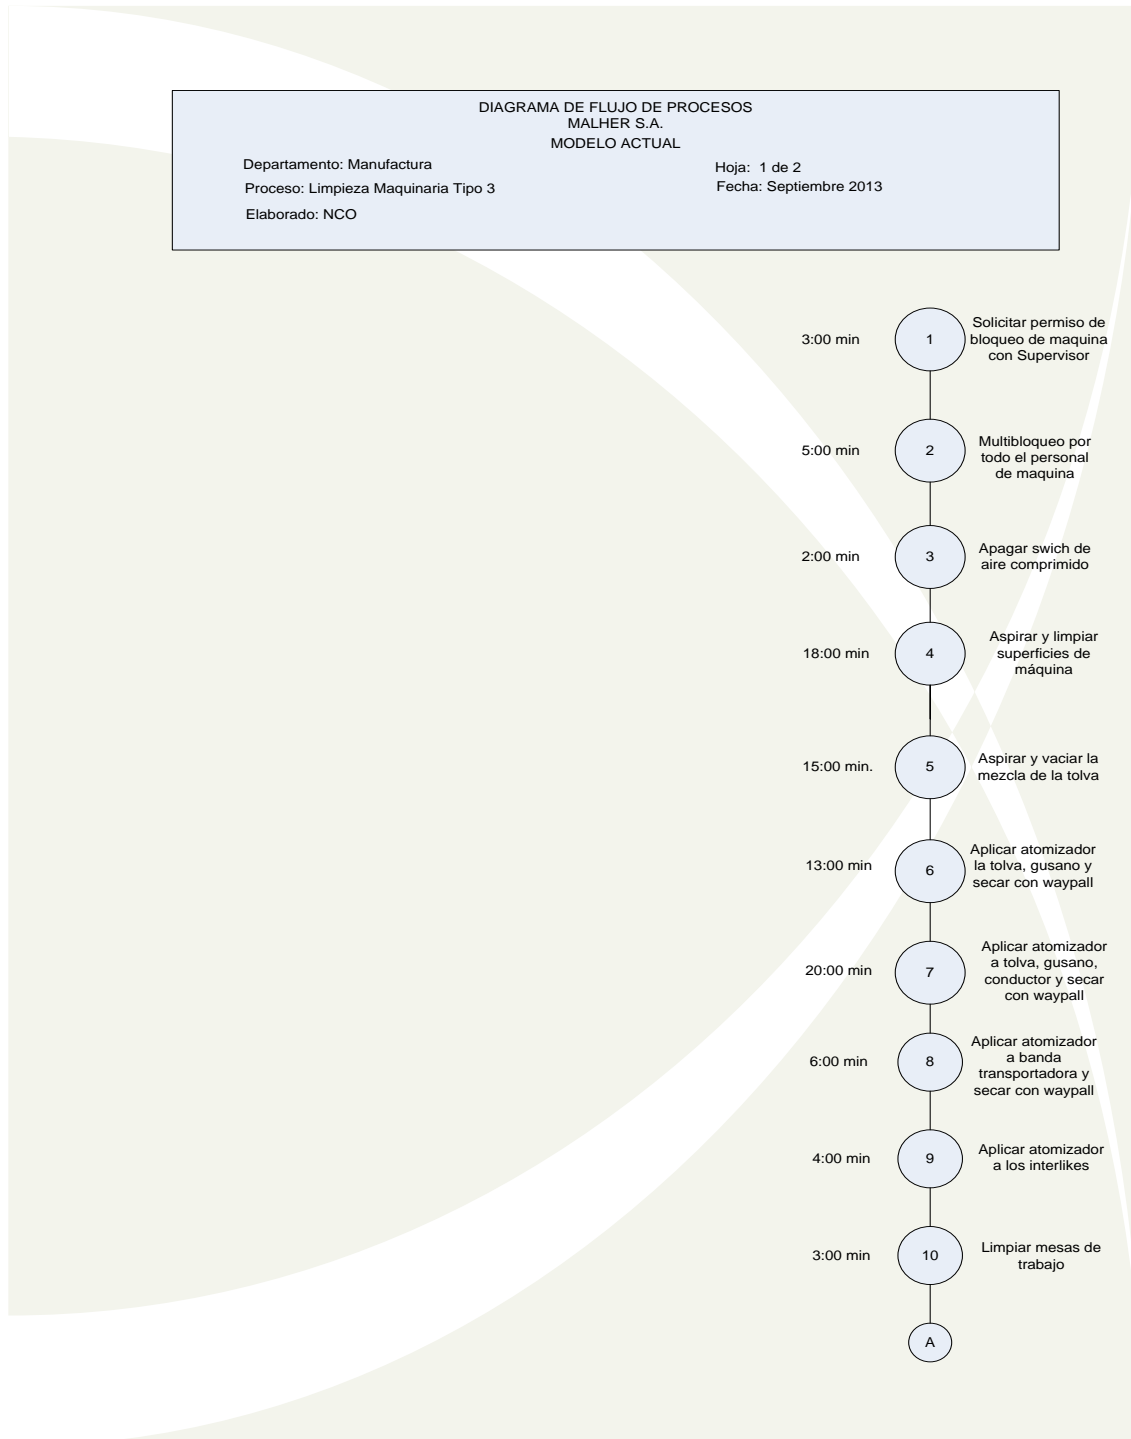 DIAGRAMA DE FLUJO DE PROCESOS
MALHER S.A.
MODELO ACTUAL
Departamento: Manufactura
Hoja: 1 de 2
Proceso: Limpieza Maquinaria Tipo 3
Fecha: Septiembre 2013
Elaborado: NCO
3:00 min
1
Solicitar permiso de
bloqueo de maquina
con Supervisor
5:00 min
2
Multibloqueo por
todo el personal
de maquina
2:00 min
3
Apagar swich de
aire comprimido
18:00 min
4
Aspirar y limpiar
superficies de
máquina
15:00 min.
5
Aspirar y vaciar la
mezcla de la tolva
13:00 min
6
Aplicar atomizador
la tolva, gusano y
secar con waypall
20:00 min
7
Aplicar atomizador
a tolva, gusano,
conductor y secar
con waypall
6:00 min
8
Aplicar atomizador
a banda
transportadora y
secar con waypall
4:00 min
9
Aplicar atomizador
a los interlikes
3:00 min
10
Limpiar mesas de
trabajo
A